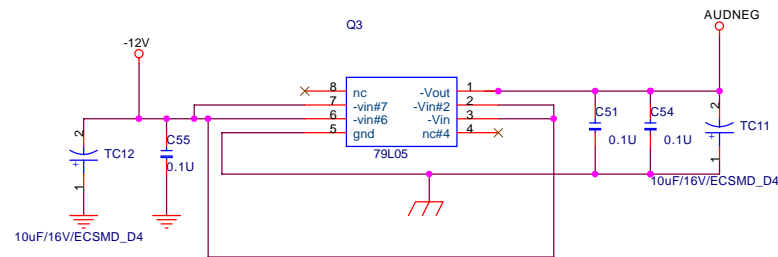 AUDNEG
Q3
-12V
8 nc -Vout 1
7 -vin#7 -Vin#2 2
6 -vin#6 -Vin 3
5 gnd nc#4 4
79L05
C51
0.1U
C54
0.1U
2
TC11
+
1
10uF/16V/ECSMD_D4
2
TC12
+
1
C55
0.1U
10uF/16V/ECSMD_D4